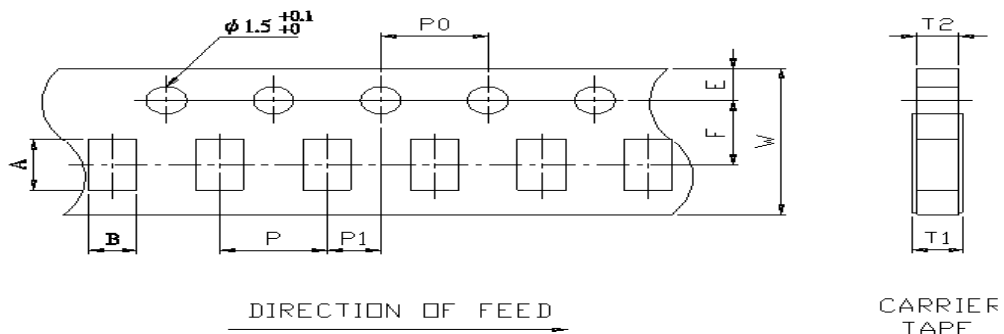 φ1.5 +0.1
+0
P0
T2
E
F
W
A
B
P
P1
T1
DIRECTION OF FEED
CARRIER
TAPE